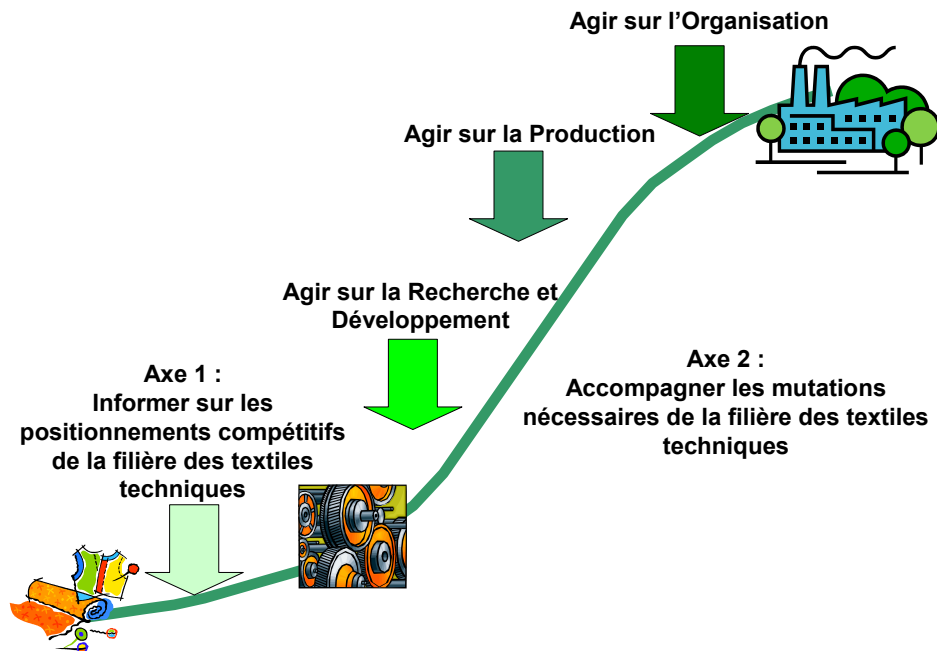 Agir sur l’Organisation
Agir sur la Production
Agir sur la Recherche et
Développement
Axe 1 :
Informer sur les
positionnements compétitifs
de la filière des textiles
techniques
Axe 2 :
Accompagner les mutations
nécessaires de la filière des textiles
techniques